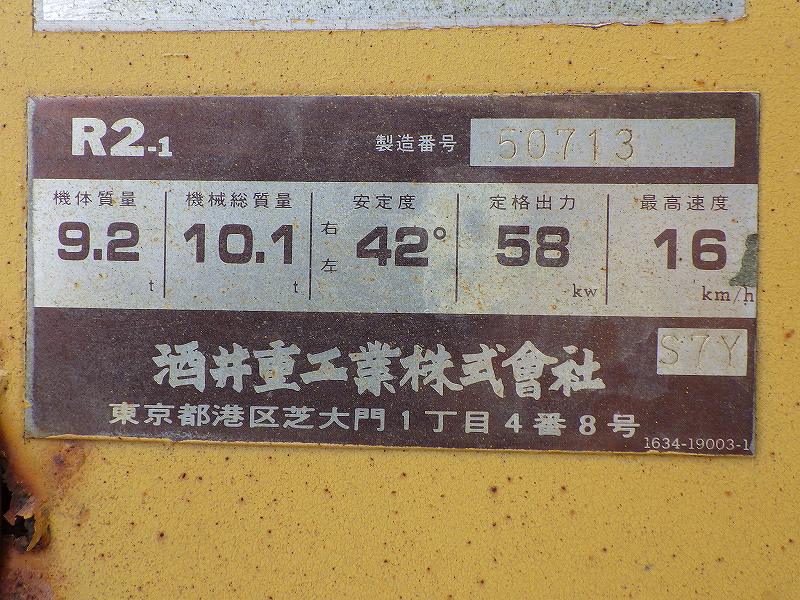 R2-1 製造番号 50713
機体質量 機械総質量 安定度 定格出力 最高速度
9.2 t 10.1 t 右 左 42° 58 kw 16 km/h
酒井重工業株式會社 S7Y
東京都港区芝大門1丁目4番8号
1634-19003-1